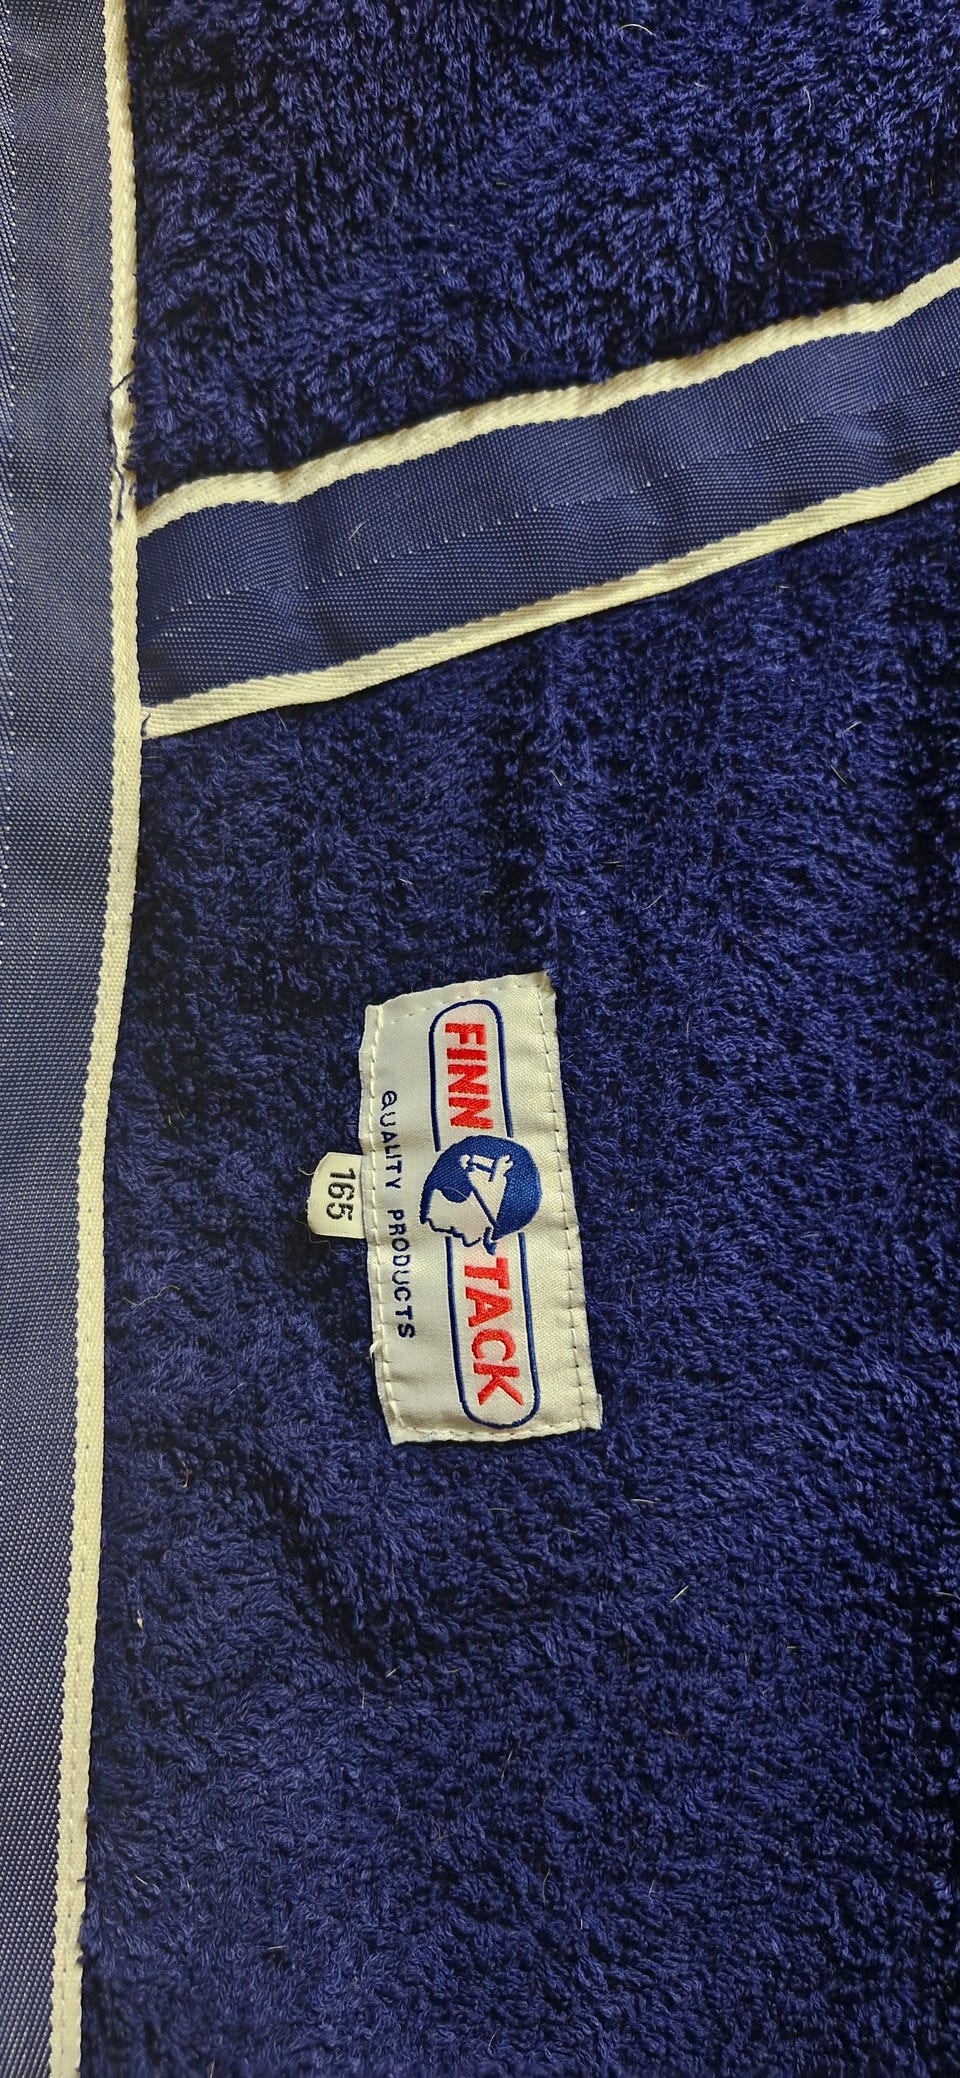 FINN TACK
QUALITY PRODUCTS
165